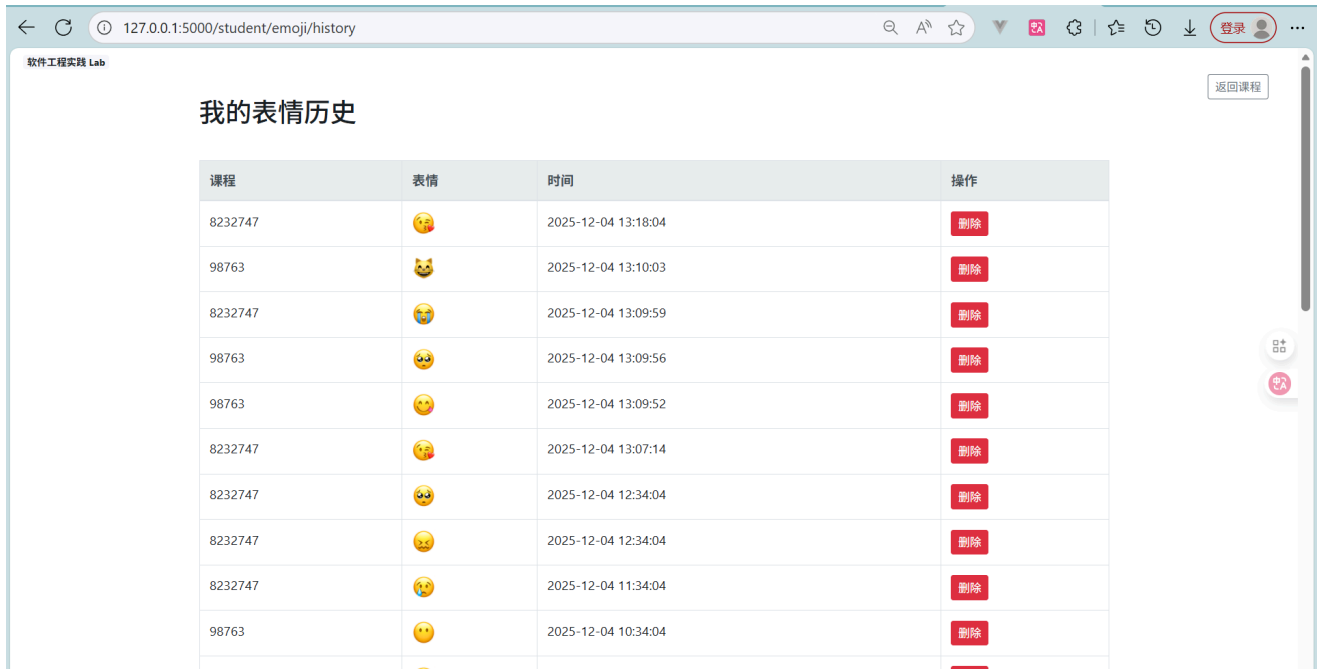 127.0.0.1:5000/student/emoji/history
登录
软件工程实践 Lab
返回课程
我的表情历史
课程 表情 时间 操作
8232747 😘 2025-12-04 13:18:04 删除
98763 😺 2025-12-04 13:10:03 删除
8232747 😭 2025-12-04 13:09:59 删除
98763 🥺 2025-12-04 13:09:56 删除
98763 😋 2025-12-04 13:09:52 删除
8232747 😘 2025-12-04 13:07:14 删除
8232747 🥺 2025-12-04 12:34:04 删除
8232747 😖 2025-12-04 12:34:04 删除
8232747 😢 2025-12-04 11:34:04 删除
98763 😶 2025-12-04 10:34:04 删除